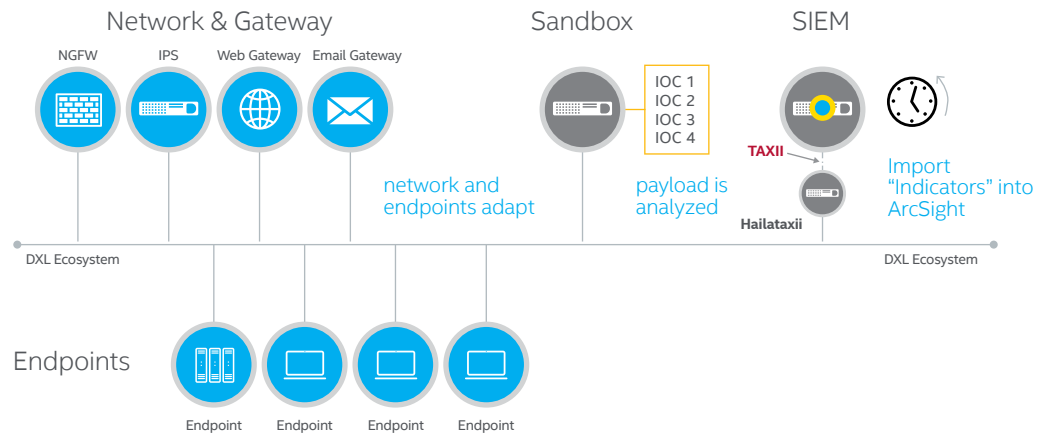 Network & Gateway
Sandbox
SIEM
NGFW
IPS
Web Gateway
Email Gateway
IOC 1
IOC 2
IOC 3
IOC 4
TAXII
Hailataxii
Import
“Indicators” into
ArcSight
network and
endpoints adapt
payload is
analyzed
DXL Ecosystem
DXL Ecosystem
Endpoints
Endpoint
Endpoint
Endpoint
Endpoint